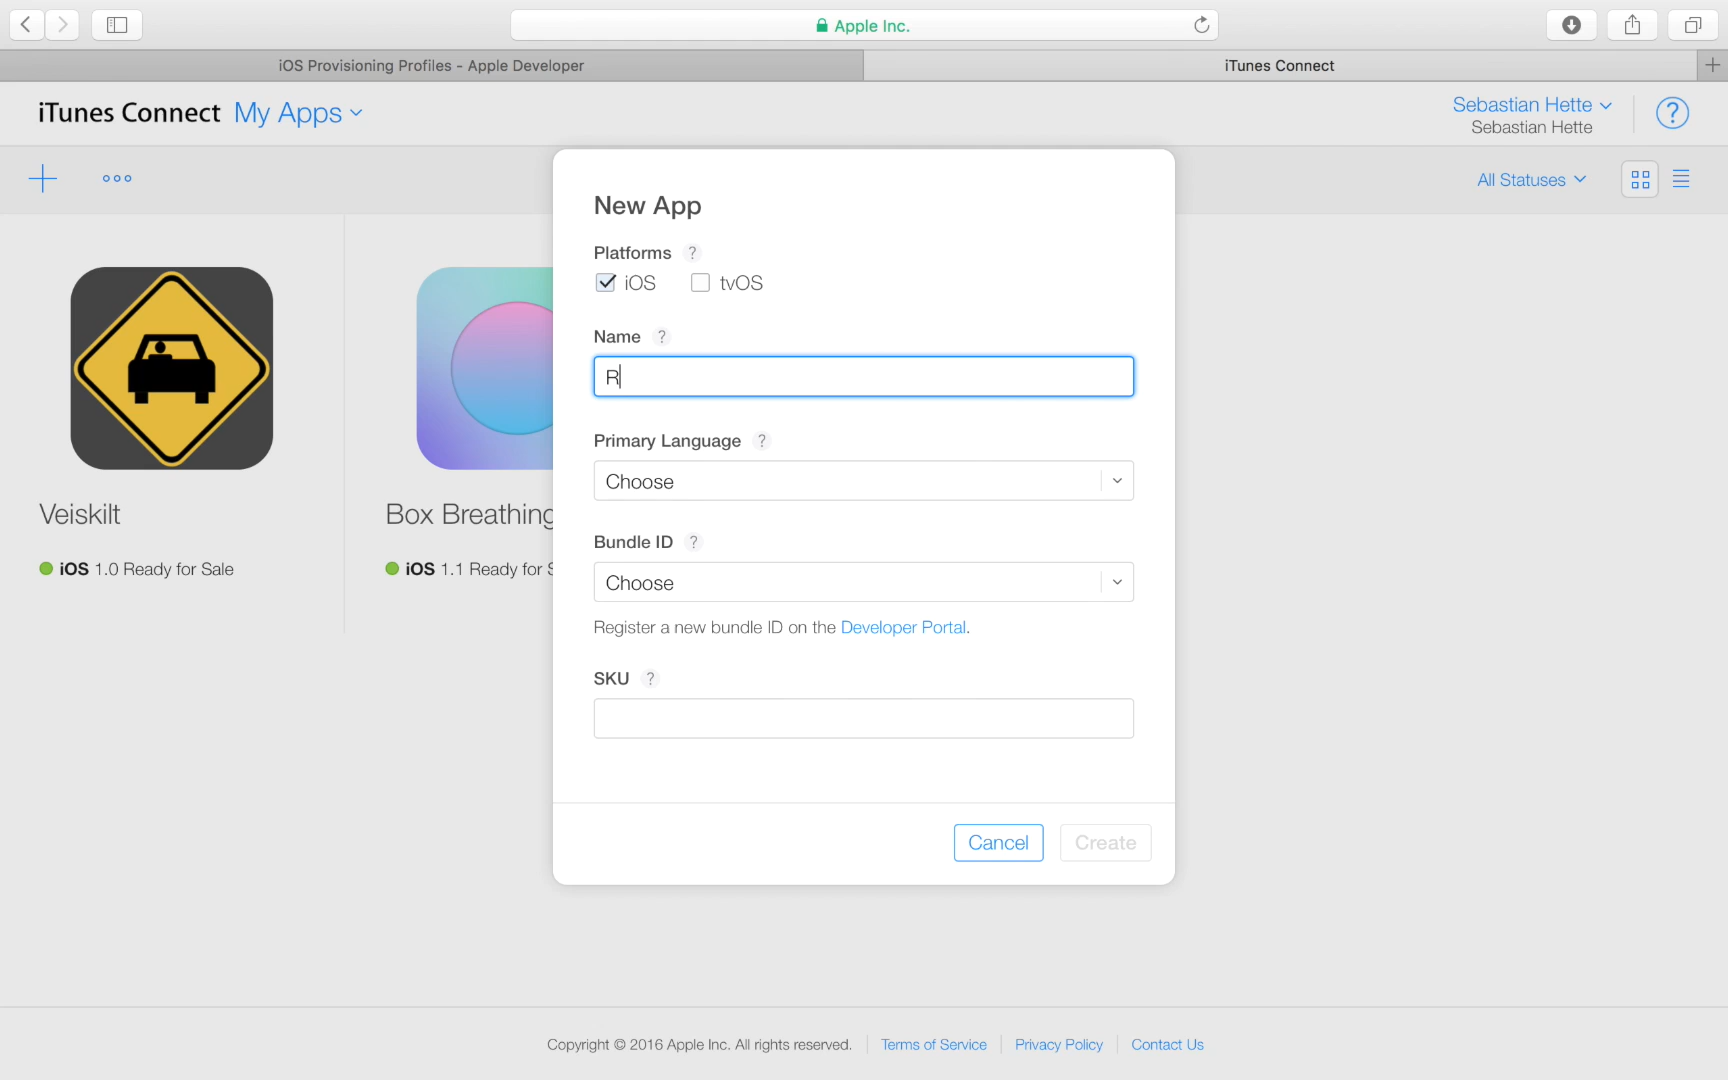 Apple Inc.
iOS Provisioning Profiles - Apple Developer
iTunes Connect
iTunes Connect My Apps
Sebastian Hette
Sebastian Hette
?
All Statuses
New App
Platforms ?
iOS
tvOS
Name ?
R
Primary Language ?
Choose
Bundle ID ?
Choose
Register a new bundle ID on the Developer Portal.
SKU ?
Cancel
Create
Veiskilt
iOS 1.0 Ready for Sale
Box Breathing
iOS 1.1 Ready for S
Copyright © 2016 Apple Inc. All rights reserved.
Terms of Service
Privacy Policy
Contact Us